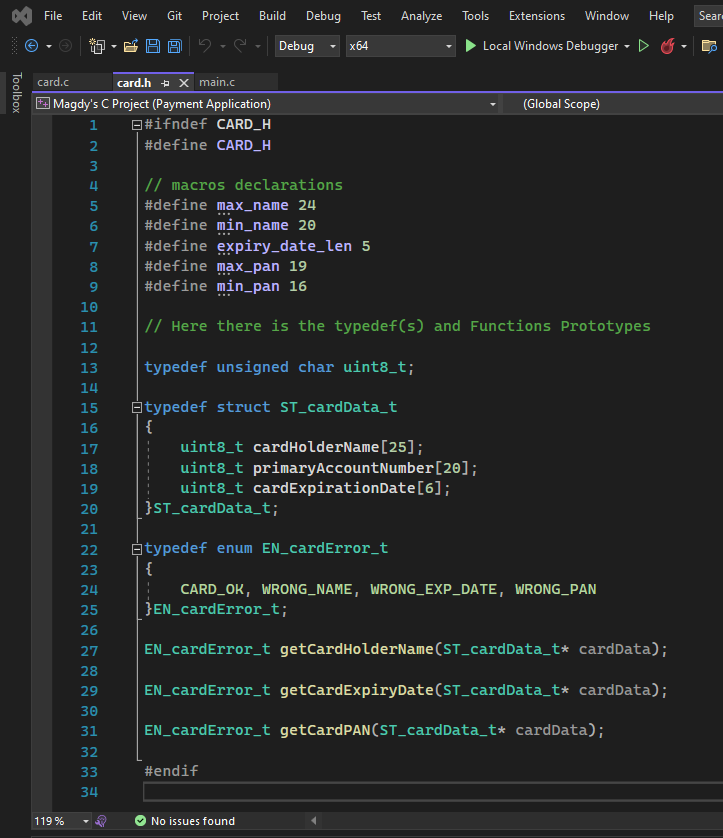 File Edit View Git Project Build Debug Test Analyze Tools Extensions Window Help Sear
Debug x64 Local Windows Debugger
Toolbox
card.c card.h main.c
Magdy's C Project (Payment Application) (Global Scope)
1 #ifndef CARD_H
2 #define CARD_H
3
4 // macros declarations
5 #define max_name 24
6 #define min_name 20
7 #define expiry_date_len 5
8 #define max_pan 19
9 #define min_pan 16
10
11 // Here there is the typedef(s) and Functions Prototypes
12
13 typedef unsigned char uint8_t;
14
15 typedef struct ST_cardData_t
16 {
17 uint8_t cardHolderName[25];
18 uint8_t primaryAccountNumber[20];
19 uint8_t cardExpirationDate[6];
20 }ST_cardData_t;
21
22 typedef enum EN_cardError_t
23 {
24 CARD_OK, WRONG_NAME, WRONG_EXP_DATE, WRONG_PAN
25 }EN_cardError_t;
26
27 EN_cardError_t getCardHolderName(ST_cardData_t* cardData);
28
29 EN_cardError_t getCardExpiryDate(ST_cardData_t* cardData);
30
31 EN_cardError_t getCardPAN(ST_cardData_t* cardData);
32
33 #endif
34
119 % No issues found